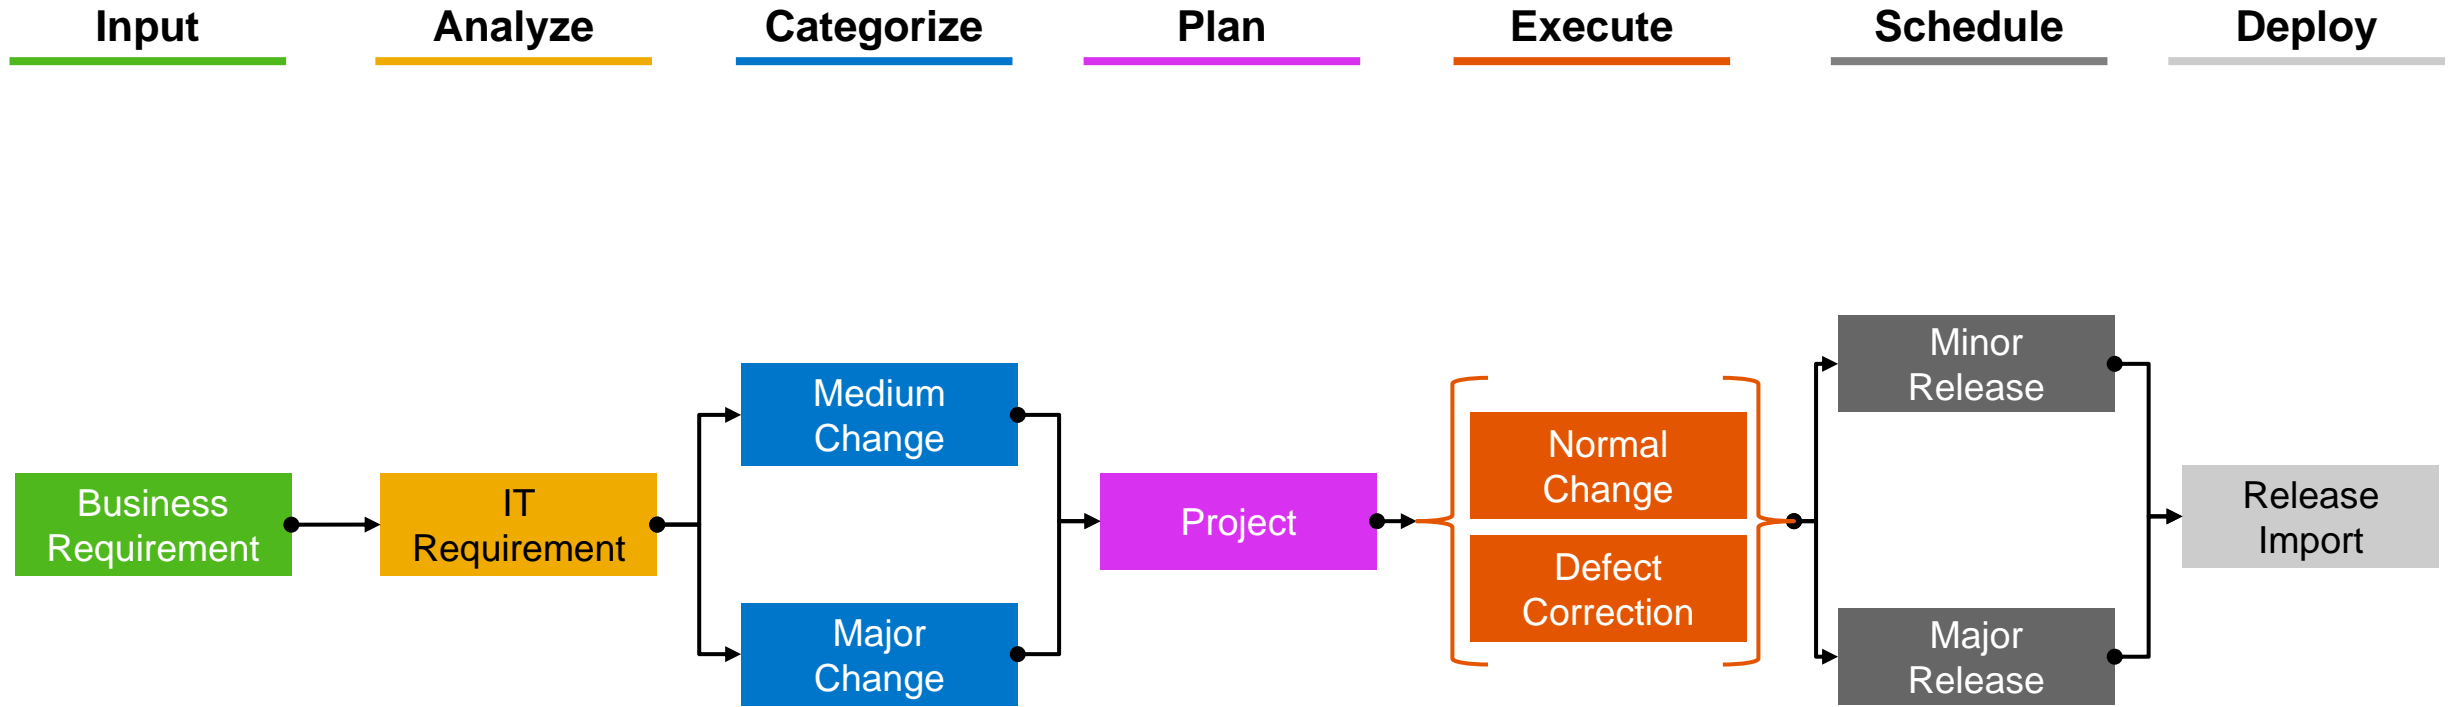 Input
Analyze
Categorize
Plan
Execute
Schedule
Deploy
Business
Requirement
IT
Requirement
Medium
Change
Major
Change
Project
Normal
Change
Defect
Correction
Minor
Release
Major
Release
Release
Import